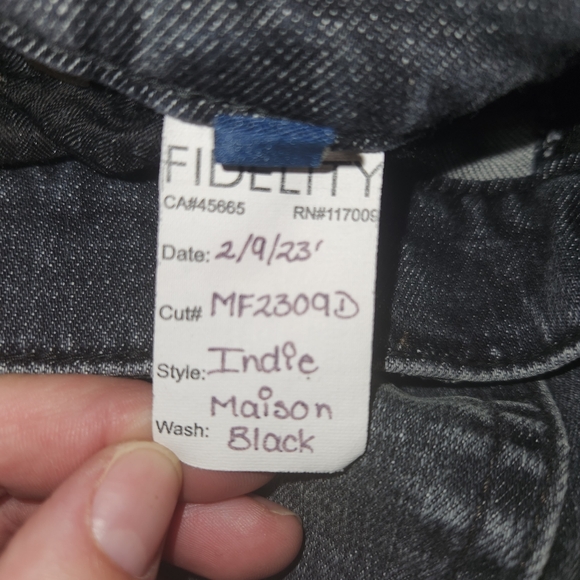 FIDELITY
CA#45665 RN#117009
Date: 2/9/23'
Cut# MF2309D
Style: Indie
Maison
Wash: Black